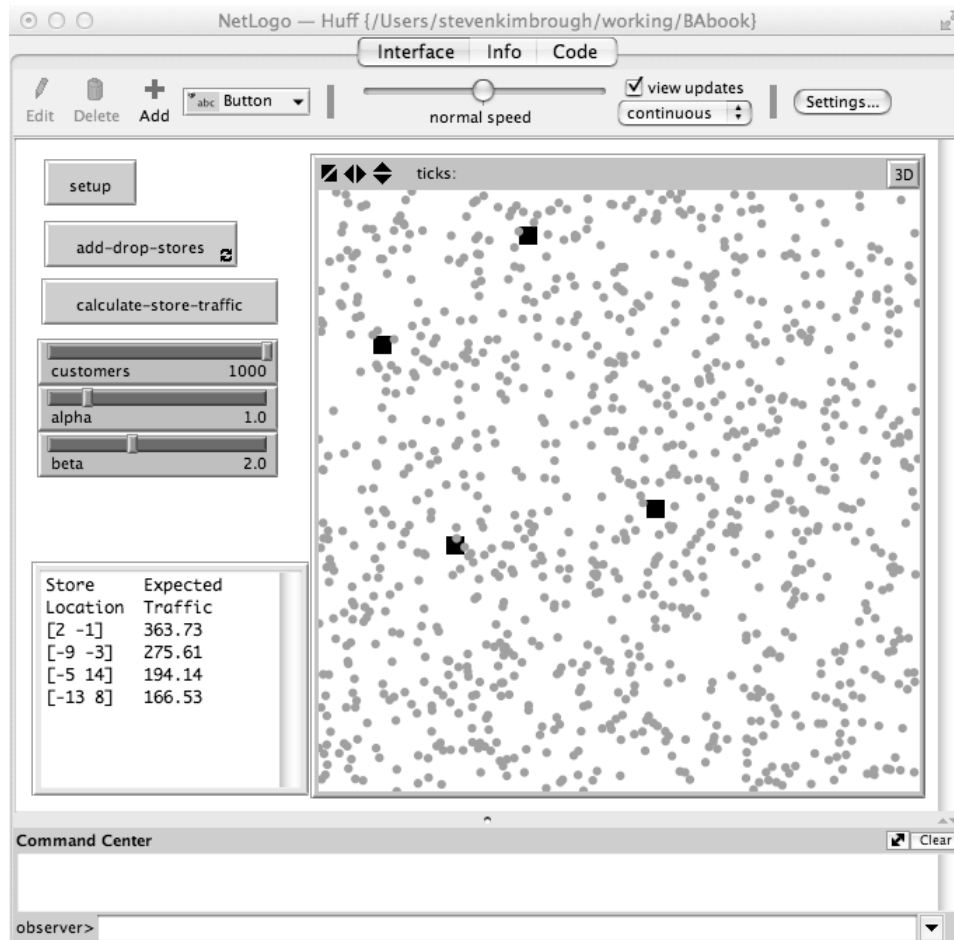 NetLogo — Huff {/Users/stevenkimbrough/working/BAbook}
Interface Info Code
Edit Delete Add abc Button normal speed view updates continuous Settings...
setup
ticks: 3D
add-drop-stores
calculate-store-traffic
customers 1000
alpha 1.0
beta 2.0
Store Expected
Location Traffic
[2 -1] 363.73
[-9 -3] 275.61
[-5 14] 194.14
[-13 8] 166.53
Command Center Clear
observer>